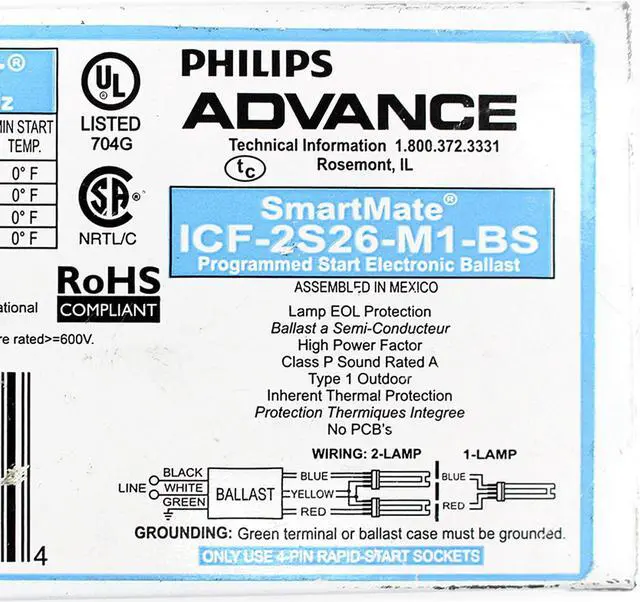 PHILIPS
ADVANCE
Technical Information 1.800.372.3331
Rosemont, IL
tc
SmartMate®
ICF-2S26-M1-BS
Programmed Start Electronic Ballast
ASSEMBLED IN MEXICO
Lamp EOL Protection
Ballast a Semi-Conducteur
High Power Factor
Class P Sound Rated A
Type 1 Outdoor
Inherent Thermal Protection
Protection Thermiques Integree
No PCB's
UL
LISTED
704G
SA®
NRTL/C
RoHS
COMPLIANT
START
TEMP.
0° F
0° F
0° F
0° F
rated>=600V.
WIRING: 2-LAMP 1-LAMP
LINE
BLACK
WHITE
GREEN
BALLAST
BLUE
YELLOW
RED
BLUE
RED
GROUNDING: Green terminal or ballast case must be grounded.
ONLY USE 4-PIN RAPID-START SOCKETS
4